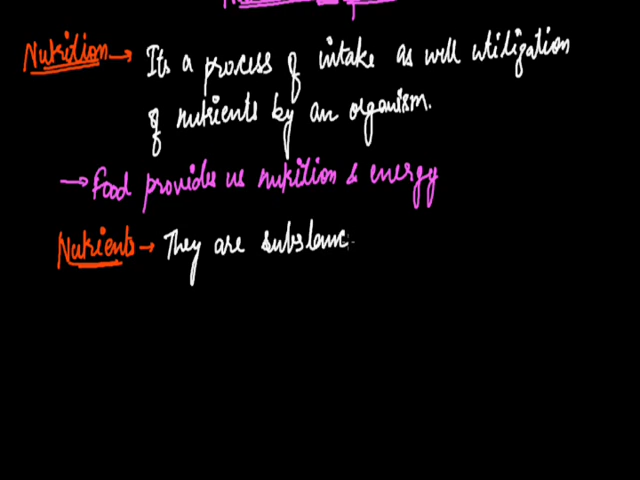 Nutrition → Its a process of intake as well utilization
of nutrients by an organism.
→ Food provides us nutrition & energy
Nutrients → They are substanc